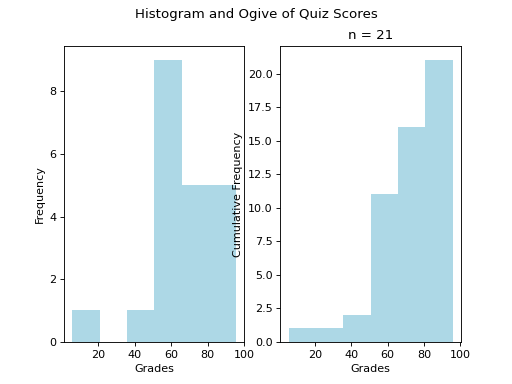 Histogram and Ogive of Quiz Scores
n = 21
Frequency
8
6
4
2
0
20 40 60 80 100
Grades
Cumulative Frequency
20.0
17.5
15.0
12.5
10.0
7.5
5.0
2.5
0.0
20 40 60 80 100
Grades